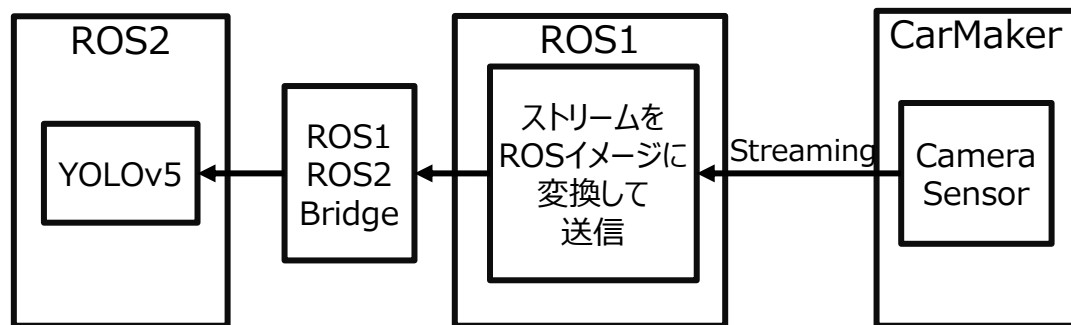 ROS2
YOLOv5
ROS1
ROS2
Bridge
ROS1
ストリームを
ROSイメージに
変換して
送信
Streaming
CarMaker
Camera
Sensor